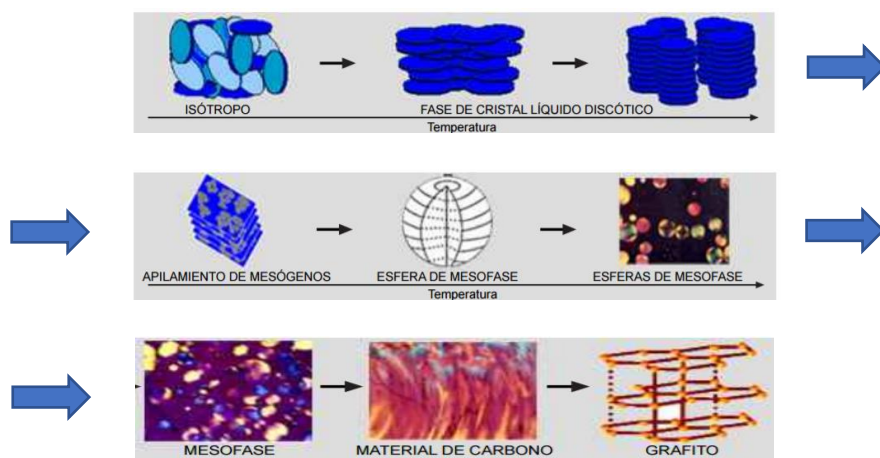 ISÓTROPO
FASE DE CRISTAL LÍQUIDO DISCÓTICO
Temperatura
APILAMIENTO DE MESÓGENOS
ESFERA DE MESOFASE
ESFERAS DE MESOFASE
Temperatura
MESOFASE
MATERIAL DE CARBONO
GRAFITO